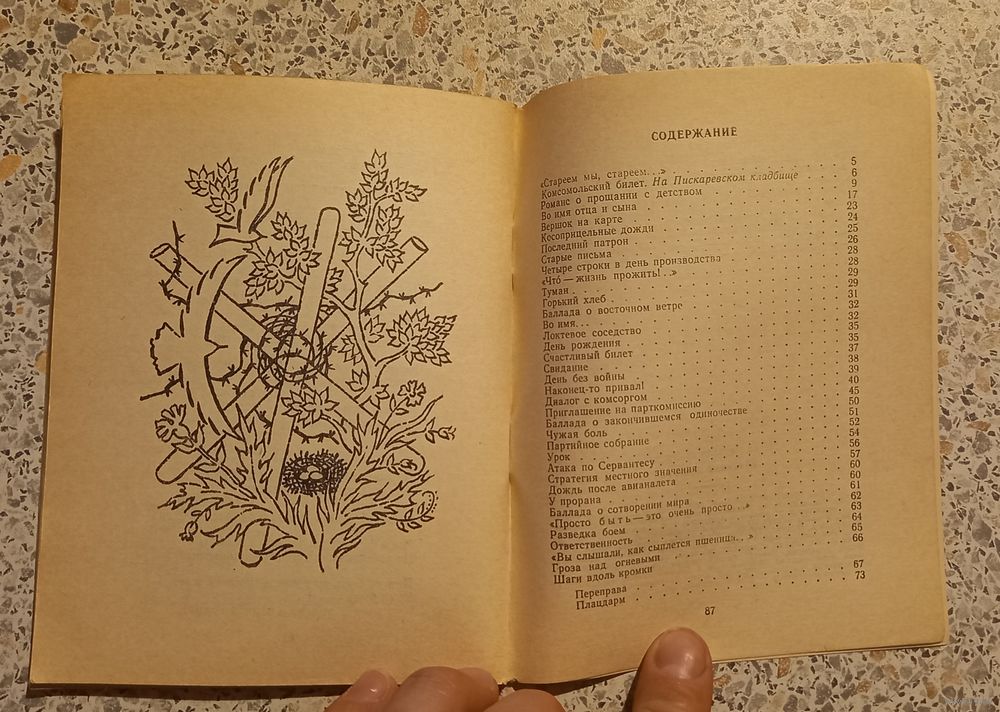 СОДЕРЖАНИЕ
«Стареем мы, стареем...» 5
Комсомольский билет. На Пискаревском кладбище 6
Романс о прощании с детством 9
Во имя отца и сына 17
Вершок на карте 23
Косоприцельные дожди 24
Последний патрон 25
Старые письма 26
Четыре строки в день производства 28
«Что́ — жизнь прожить!..» 28
Туман 29
Горький хлеб 29
Баллада о восточном ветре 31
Во имя... 32
Локтевое соседство 32
День рождения 35
Счастливый билет 35
Свидание 37
День без войны 38
Наконец-то привал! 39
Диалог с комсоргом 40
Приглашение на парткомиссию 45
Баллада о закончившемся одиночестве 50
Чужая боль 51
Партийное собрание 52
Урок 54
Атака по Сервантесу 56
Стратегия местного значения 57
Дождь после авианалета 60
У прорана 60
Баллада о сотворении мира 61
«Просто быть — это очень просто...» 62
Разведка боем 63
Ответственность 64
«Вы слышали, как сыплется пшеница...» 65
Гроза над огневыми 66
Шаги вдоль кромки
Переправа 67
Плацдарм 73
87